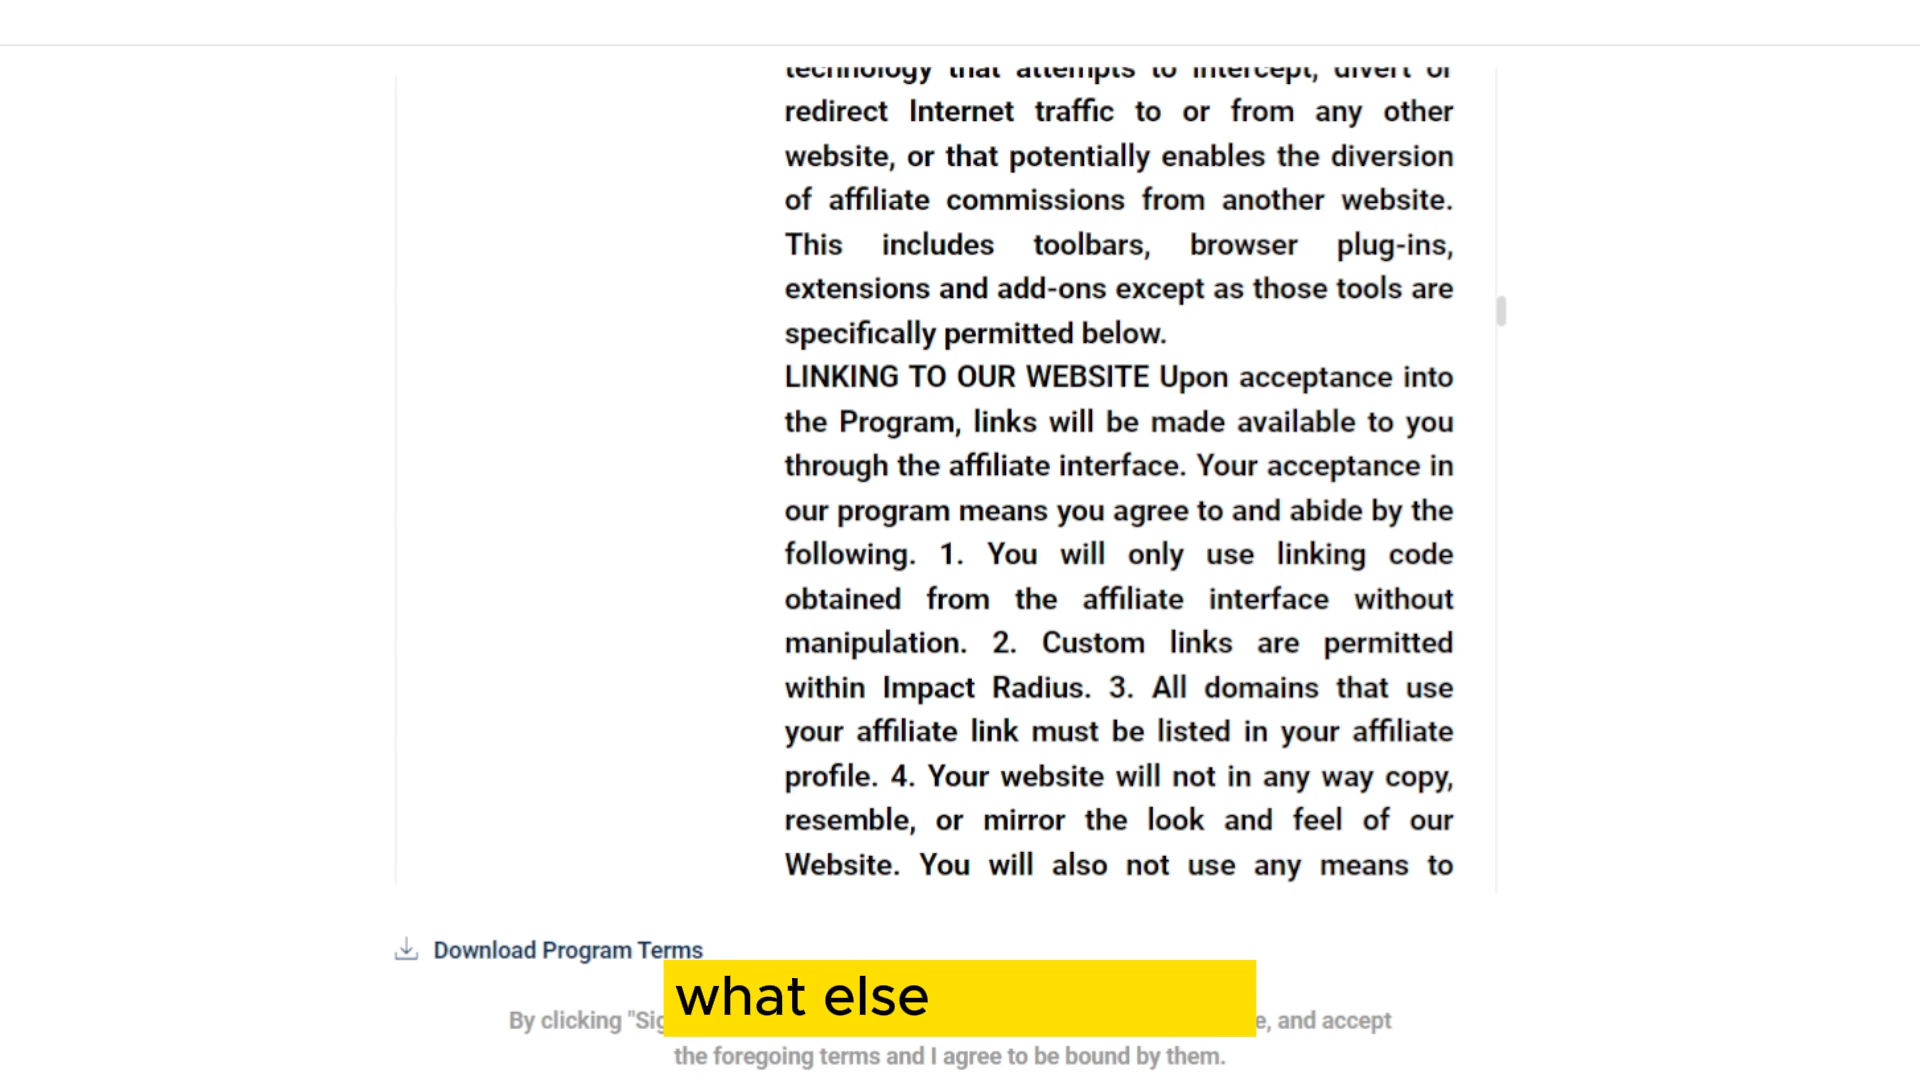 technology that attempts to intercept, divert or
redirect Internet traffic to or from any other
website, or that potentially enables the diversion
of affiliate commissions from another website.
This includes toolbars, browser plug-ins,
extensions and add-ons except as those tools are
specifically permitted below.
LINKING TO OUR WEBSITE Upon acceptance into
the Program, links will be made available to you
through the affiliate interface. Your acceptance in
our program means you agree to and abide by the
following. 1. You will only use linking code
obtained from the affiliate interface without
manipulation. 2. Custom links are permitted
within Impact Radius. 3. All domains that use
your affiliate link must be listed in your affiliate
profile. 4. Your website will not in any way copy,
resemble, or mirror the look and feel of our
Website. You will also not use any means to
Download Program Terms
what else
By clicking and accept
the foregoing terms and I agree to be bound by them.